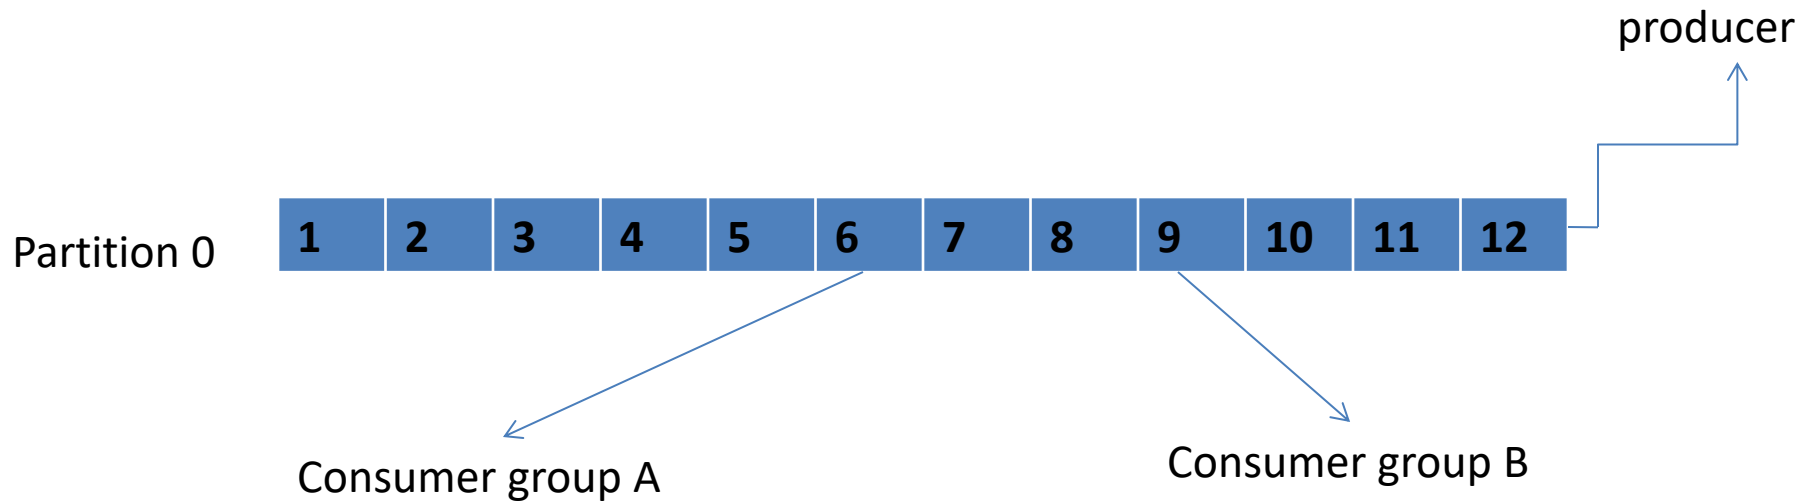 producer
Partition 0 1 2 3 4 5 6 7 8 9 10 11 12
Consumer group A
Consumer group B